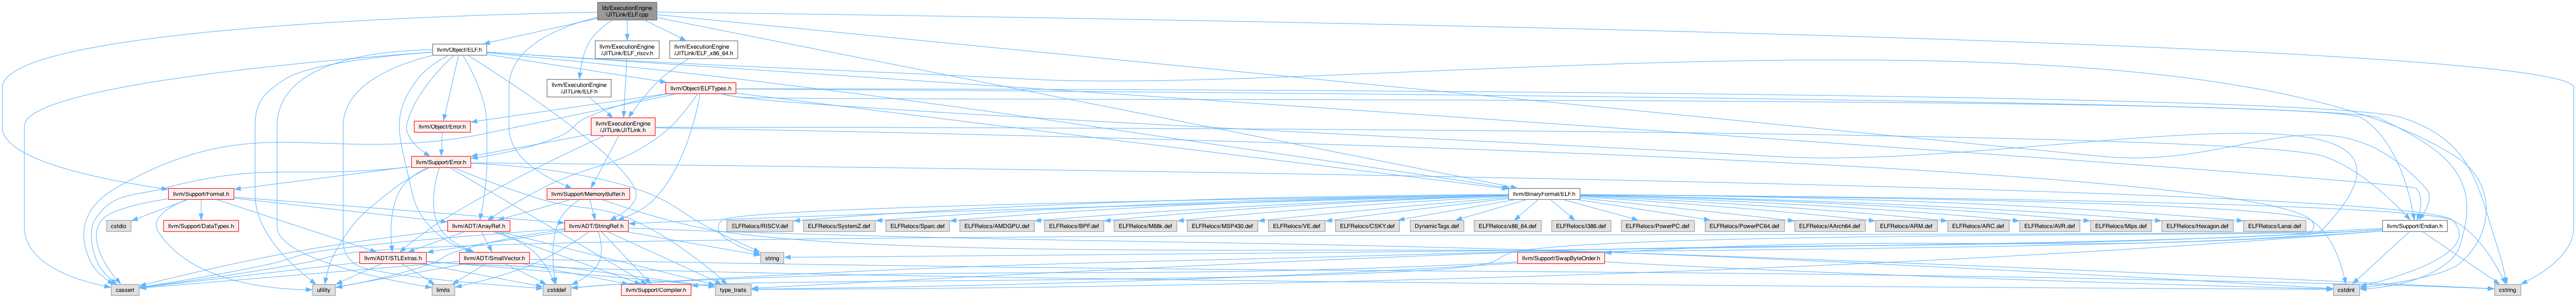 lib/ExecutionEngine
/JITLink/ELF.cpp
llvm/Object/ELF.h
llvm/ExecutionEngine
/JITLink/ELF_riscv.h
llvm/ExecutionEngine
/JITLink/ELF_x86_64.h
llvm/ExecutionEngine
/JITLink/ELF.h
llvm/Object/ELFTypes.h
llvm/Object/Error.h
llvm/ExecutionEngine
/JITLink/JITLink.h
llvm/Support/Error.h
llvm/Support/Format.h
llvm/Support/MemoryBuffer.h
llvm/BinaryFormat/ELF.h
cstdio
llvm/Support/DataTypes.h
llvm/ADT/ArrayRef.h
llvm/ADT/StringRef.h
ELFRelocs/RISCV.def
ELFRelocs/SystemZ.def
ELFRelocs/Sparc.def
ELFRelocs/AMDGPU.def
ELFRelocs/BPF.def
ELFRelocs/M68k.def
ELFRelocs/MSP430.def
ELFRelocs/VE.def
ELFRelocs/CSKY.def
DynamicTags.def
ELFRelocs/x86_64.def
ELFRelocs/i386.def
ELFRelocs/PowerPC.def
ELFRelocs/PowerPC64.def
ELFRelocs/AArch64.def
ELFRelocs/ARM.def
ELFRelocs/ARC.def
ELFRelocs/AVR.def
ELFRelocs/Mips.def
ELFRelocs/Hexagon.def
ELFRelocs/Lanai.def
llvm/Support/Endian.h
llvm/ADT/STLExtras.h
llvm/ADT/SmallVector.h
string
llvm/Support/SwapByteOrder.h
cassert
utility
limits
cstddef
llvm/Support/Compiler.h
type_traits
cstdint
cstring